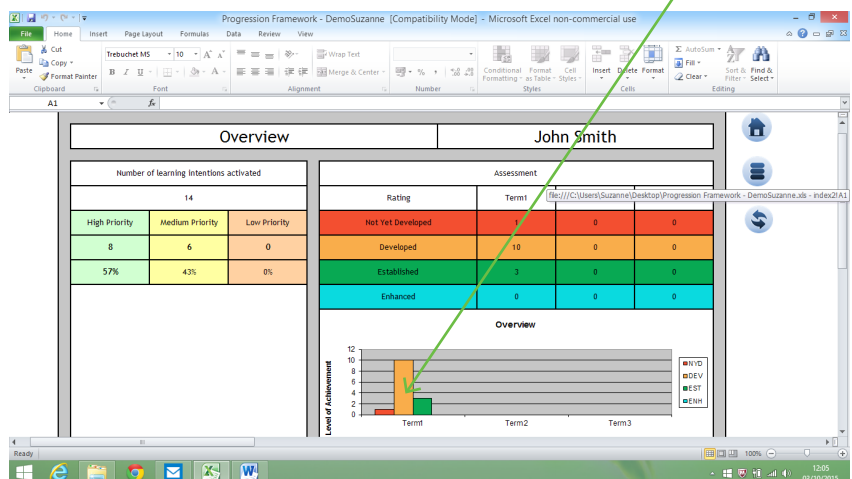 Progression Framework - DemoSuzanne [Compatibility Mode] - Microsoft Excel non-commercial use
File Home Insert Page Layout Formulas Data Review View
Cut
Copy
Format Painter
Paste
Clipboard
Trebuchet MS 10
B I U
Font
Wrap Text
Merge & Center
Alignment
% ,
Number
Conditional Formatting
Format as Table
Cell Styles
Styles
Insert Delete Format
Cells
Σ AutoSum
Fill
Clear
Sort & Filter
Find & Select
Editing
A1 fx
Overview John Smith
Number of learning intentions activated
14
High Priority Medium Priority Low Priority
8 6 0
57% 43% 0%
Assessment
Rating Term1
file:///C:\Users\Suzanne\Desktop\Progression Framework - DemoSuzanne.xls - index2!A1
Not Yet Developed 1 0 0
Developed 10 0 0
Established 3 0 0
Enhanced 0 0 0
Overview
Level of Achievement
12
10
8
6
4
2
0
Term1 Term2 Term3
NYD
DEV
EST
ENH
Ready
100%
12:05
03/10/2015